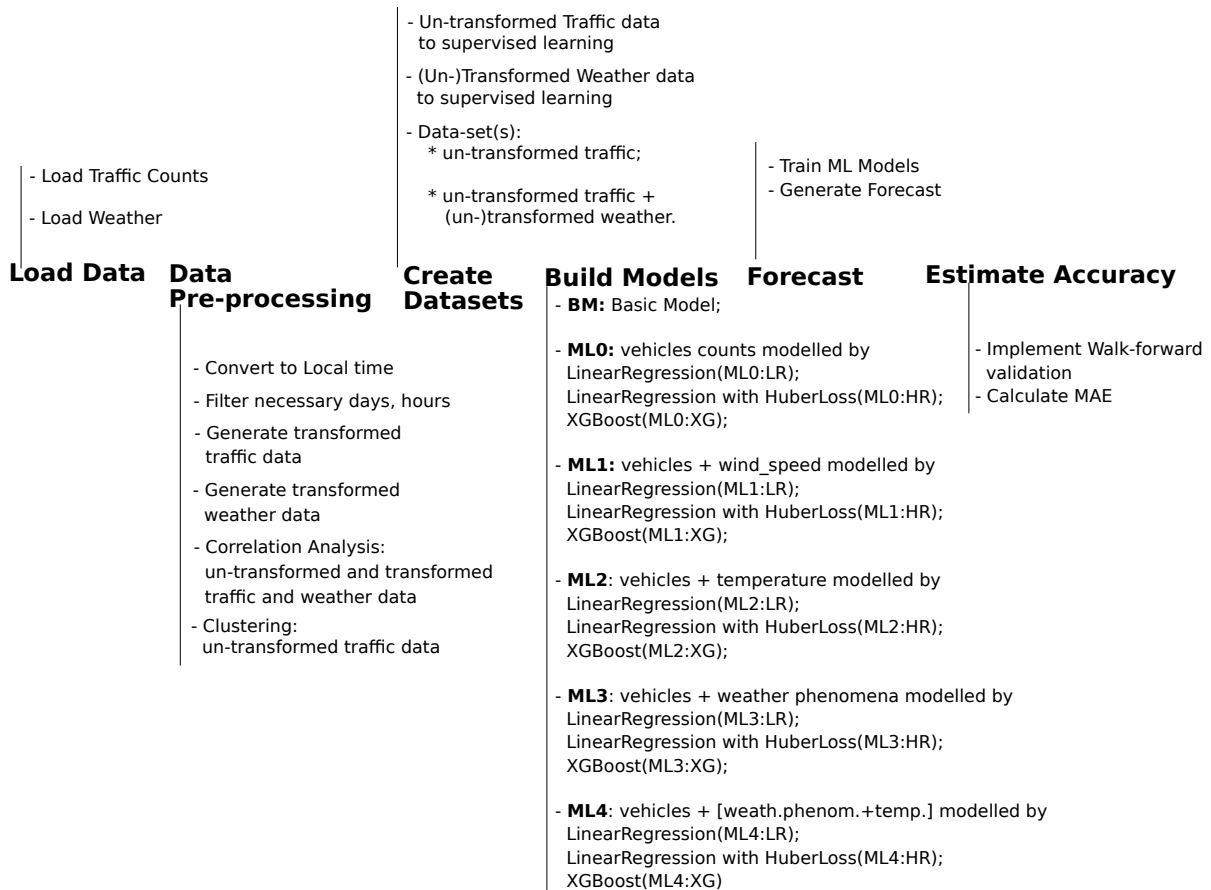 - Un-transformed Traffic data
to supervised learning
- (Un-)Transformed Weather data
to supervised learning
- Data-set(s):
* un-transformed traffic;
* un-transformed traffic +
(un-)transformed weather.
- Load Traffic Counts
- Load Weather
- Train ML Models
- Generate Forecast
Load Data
Data
Pre-processing
Create
Datasets
Build Models
Forecast
Estimate Accuracy
- Convert to Local time
- Filter necessary days, hours
- Generate transformed
traffic data
- Generate transformed
weather data
- Correlation Analysis:
un-transformed and transformed
traffic and weather data
- Clustering:
un-transformed traffic data
- BM: Basic Model;
- ML0: vehicles counts modelled by
LinearRegression(ML0:LR);
LinearRegression with HuberLoss(ML0:HR);
XGBoost(ML0:XG);
- ML1: vehicles + wind_speed modelled by
LinearRegression(ML1:LR);
LinearRegression with HuberLoss(ML1:HR);
XGBoost(ML1:XG);
- ML2: vehicles + temperature modelled by
LinearRegression(ML2:LR);
LinearRegression with HuberLoss(ML2:HR);
XGBoost(ML2:XG);
- ML3: vehicles + weather phenomena modelled by
LinearRegression(ML3:LR);
LinearRegression with HuberLoss(ML3:HR);
XGBoost(ML3:XG);
- ML4: vehicles + [weath.phenom.+temp.] modelled by
LinearRegression(ML4:LR);
LinearRegression with HuberLoss(ML4:HR);
XGBoost(ML4:XG)
- Implement Walk-forward
validation
- Calculate MAE